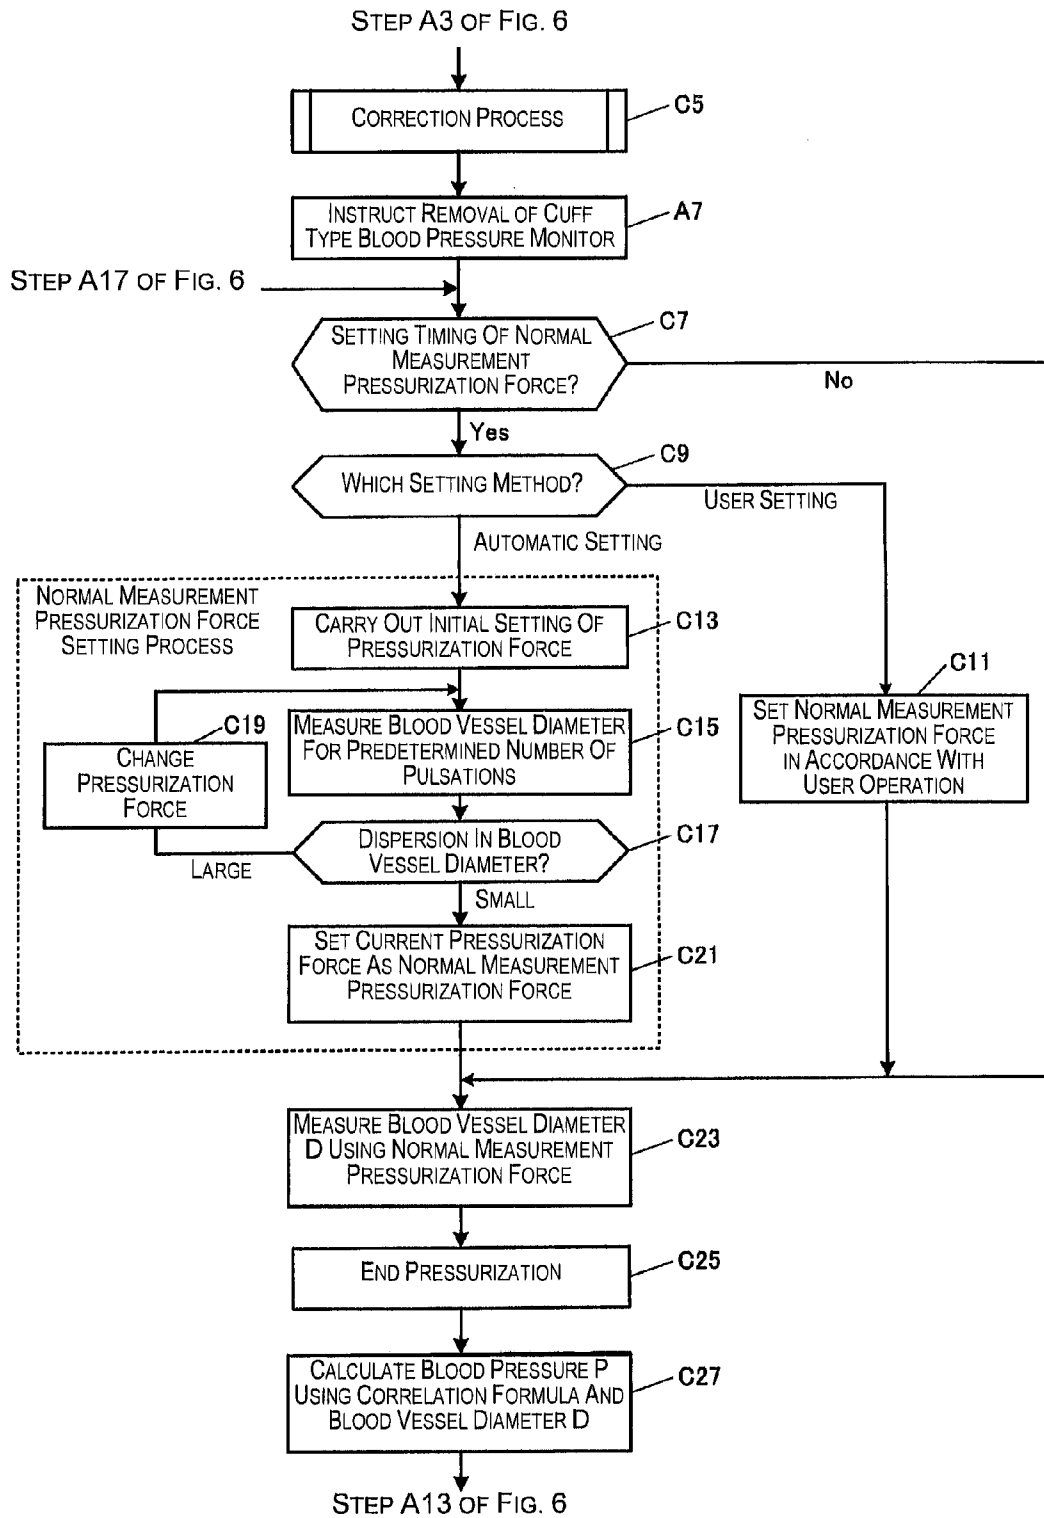 STEP A3 OF FIG. 6
CORRECTION PROCESS
C5
INSTRUCT REMOVAL OF CUFF
TYPE BLOOD PRESSURE MONITOR
A7
STEP A17 OF FIG. 6
SETTING TIMING OF NORMAL
MEASUREMENT
PRESSURIZATION FORCE?
C7
No
Yes
WHICH SETTING METHOD?
C9
USER SETTING
AUTOMATIC SETTING
NORMAL MEASUREMENT
PRESSURIZATION FORCE
SETTING PROCESS
CARRY OUT INITIAL SETTING OF
PRESSURIZATION FORCE
C13
C11
SET NORMAL MEASUREMENT
PRESSURIZATION FORCE
IN ACCORDANCE WITH
USER OPERATION
C19
CHANGE
PRESSURIZATION
FORCE
MEASURE BLOOD VESSEL DIAMETER
FOR PREDETERMINED NUMBER OF
PULSATIONS
C15
DISPERSION IN BLOOD
VESSEL DIAMETER?
C17
LARGE
SMALL
SET CURRENT PRESSURIZATION
FORCE AS NORMAL MEASUREMENT
PRESSURIZATION FORCE
C21
MEASURE BLOOD VESSEL DIAMETER
D USING NORMAL MEASUREMENT
PRESSURIZATION FORCE
C23
END PRESSURIZATION
C25
CALCULATE BLOOD PRESSURE P
USING CORRELATION FORMULA AND
BLOOD VESSEL DIAMETER D
C27
STEP A13 OF FIG. 6